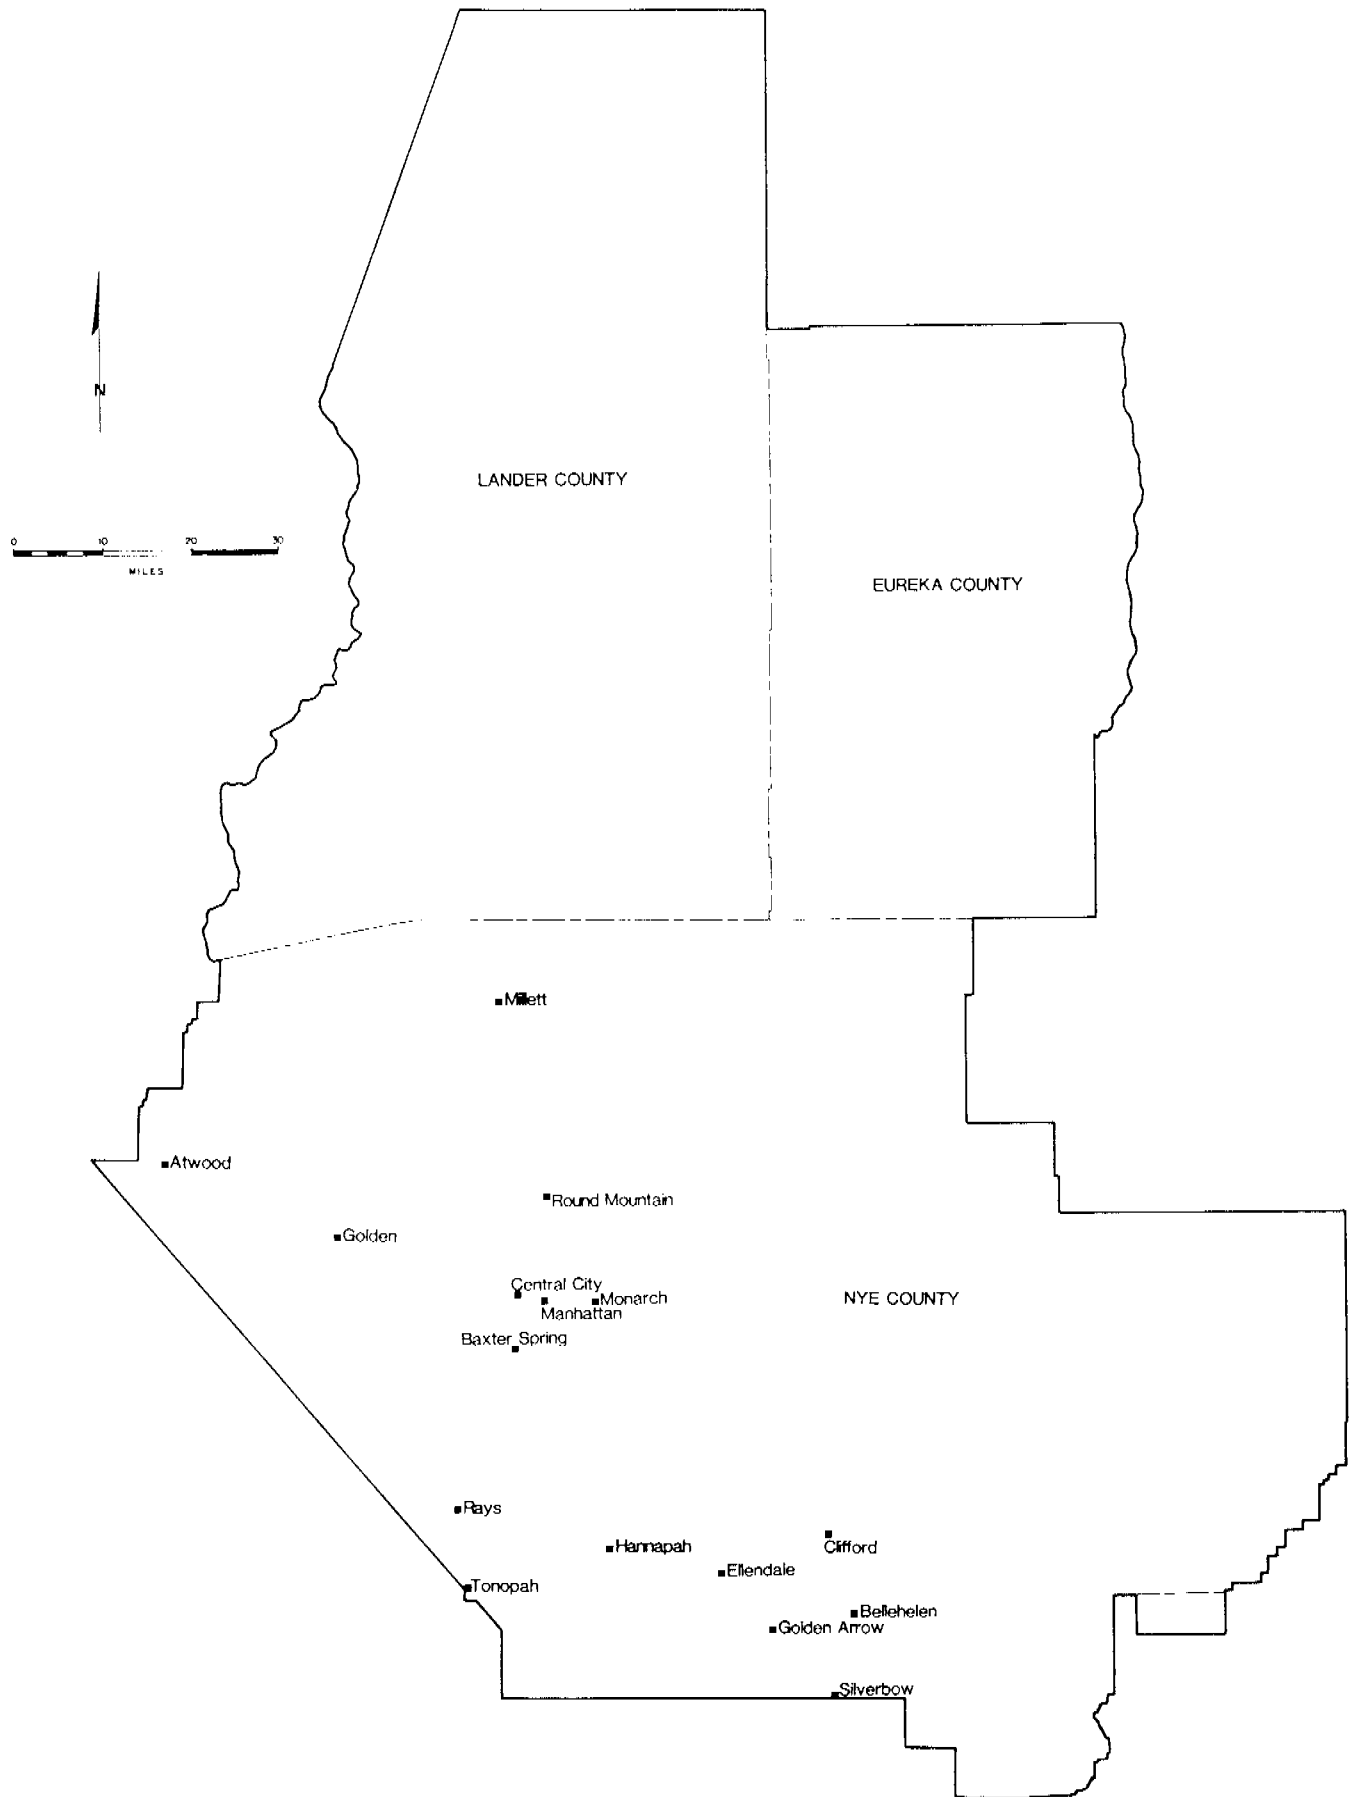 N
LANDER COUNTY
0 10 20 30
MILES
EUREKA COUNTY
Millett
Atwood
Round Mountain
Golden
Central City
Monarch
NYE COUNTY
Manhattan
Baxter Spring
Rays
Hannapah
Clifford
Ellendale
Tonopah
Bellehelen
Golden Arrow
Silverbow